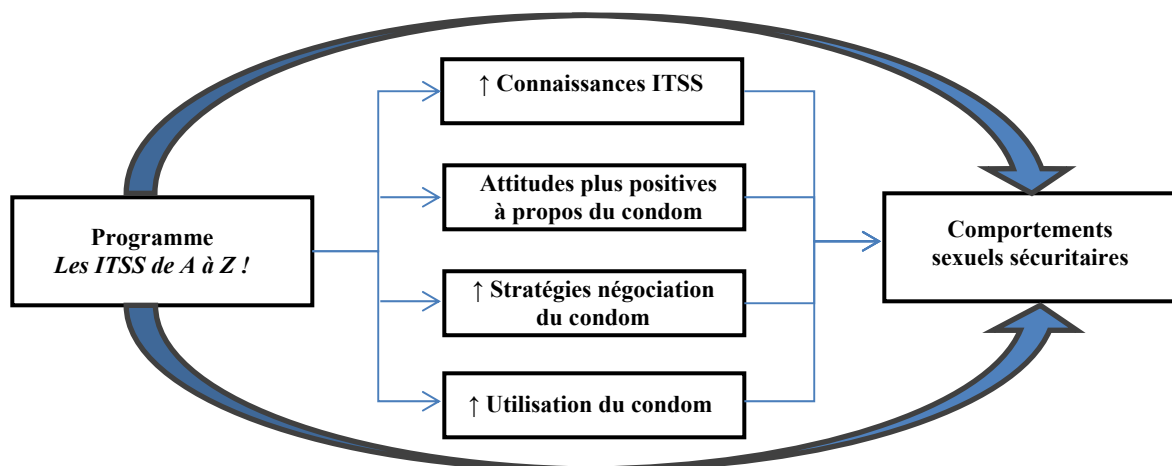 ↑ Connaissances ITSS
Attitudes plus positives
à propos du condom
Programme
Les ITSS de A à Z !
Comportements
sexuels sécuritaires
↑ Stratégies négociation
du condom
↑ Utilisation du condom